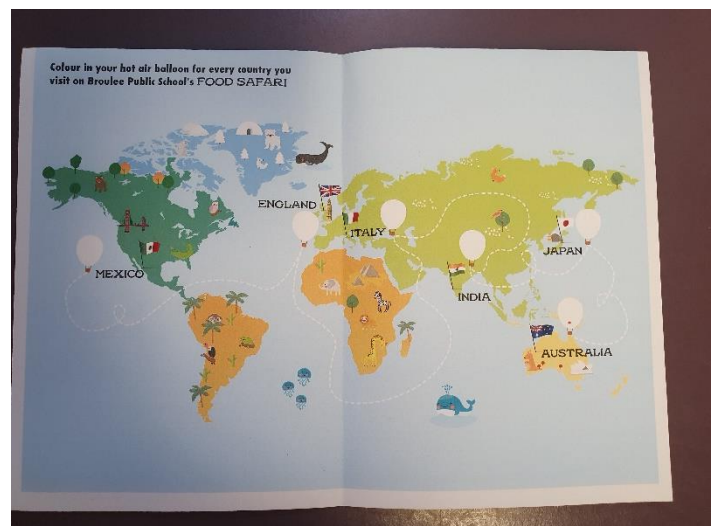 Colour in your hot air balloon for every country you
visit on Broulee Public School's FOOD SAFARI
ENGLAND
ITALY
JAPAN
MEXICO
INDIA
AUSTRALIA